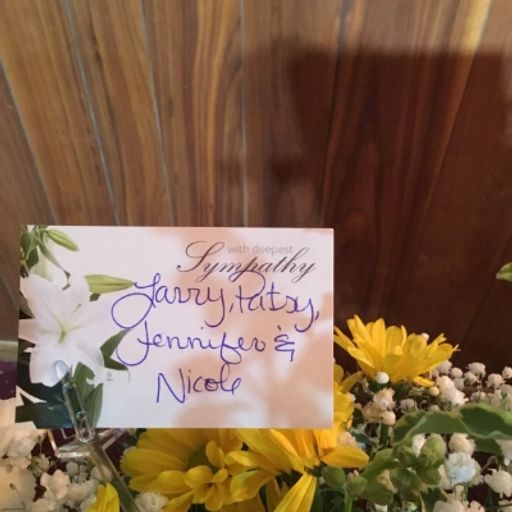 with deepest
Sympathy
Larry, Patsy,
Jennifer &
Nicole